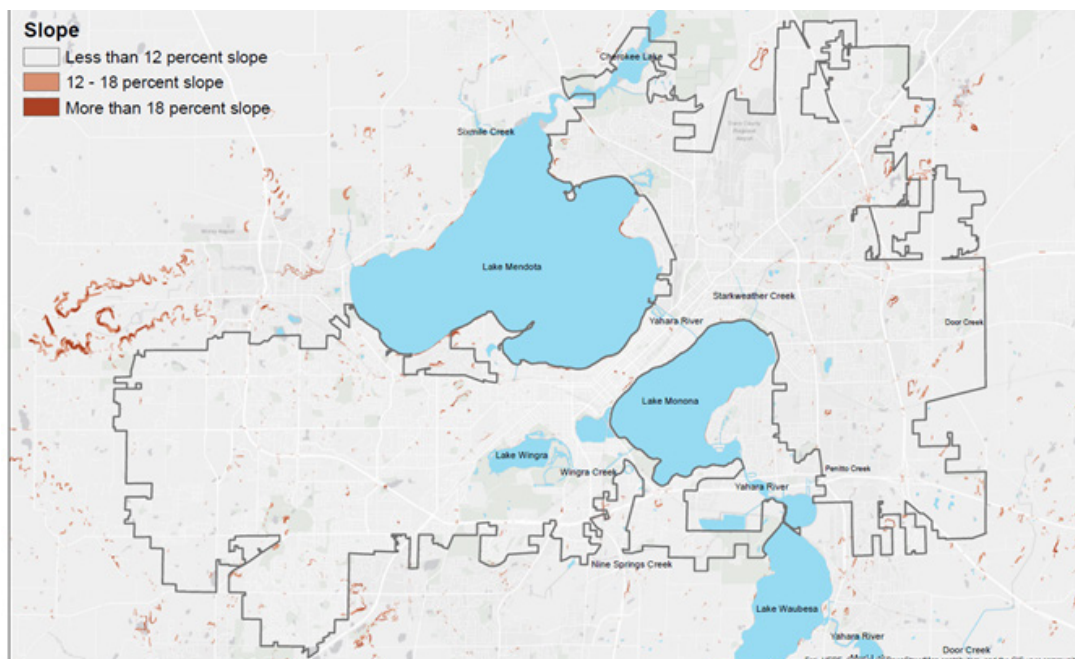 Slope
Less than 12 percent slope
12 - 18 percent slope
More than 18 percent slope
Cherokee Lake
Sixmile Creek
Lake Mendota
Starkweather Creek
Yahara River
Door Creek
Lake Monona
Lake Wingra
Wingra Creek
Penitto Creek
Yahara River
Nine Springs Creek
Lake Waubesa
Yahara River
Door Creek